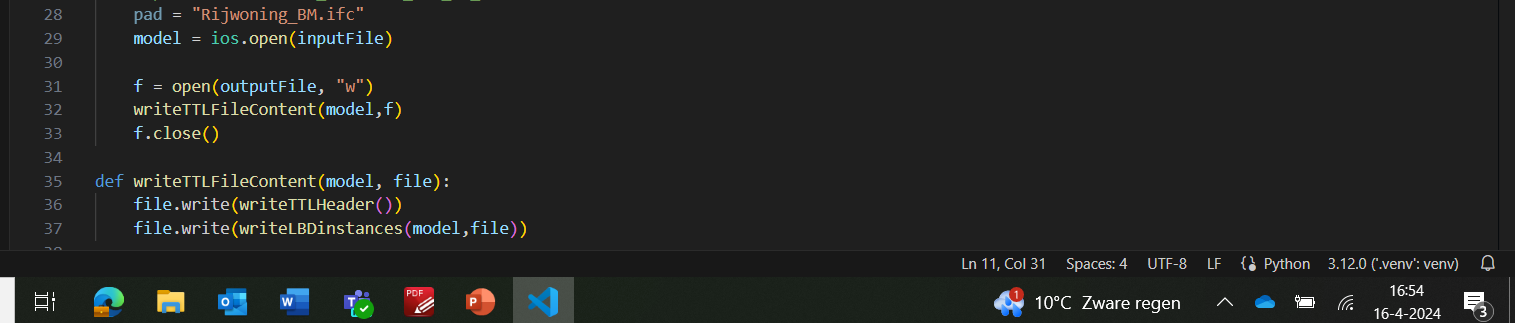 28 pad = "Rijwoning_BM.ifc"
29 model = ios.open(inputFile)
30
31 f = open(outputFile, "w")
32 writeTTLFileContent(model,f)
33 f.close()
34
35 def writeTTLFileContent(model, file):
36 file.write(writeTTLHeader())
37 file.write(writeLBDinstances(model,file))
Ln 11, Col 31 Spaces: 4 UTF-8 LF Python 3.12.0 ('.venv': venv)
PDF 1 10°C Zware regen 16:54
16-4-2024 3